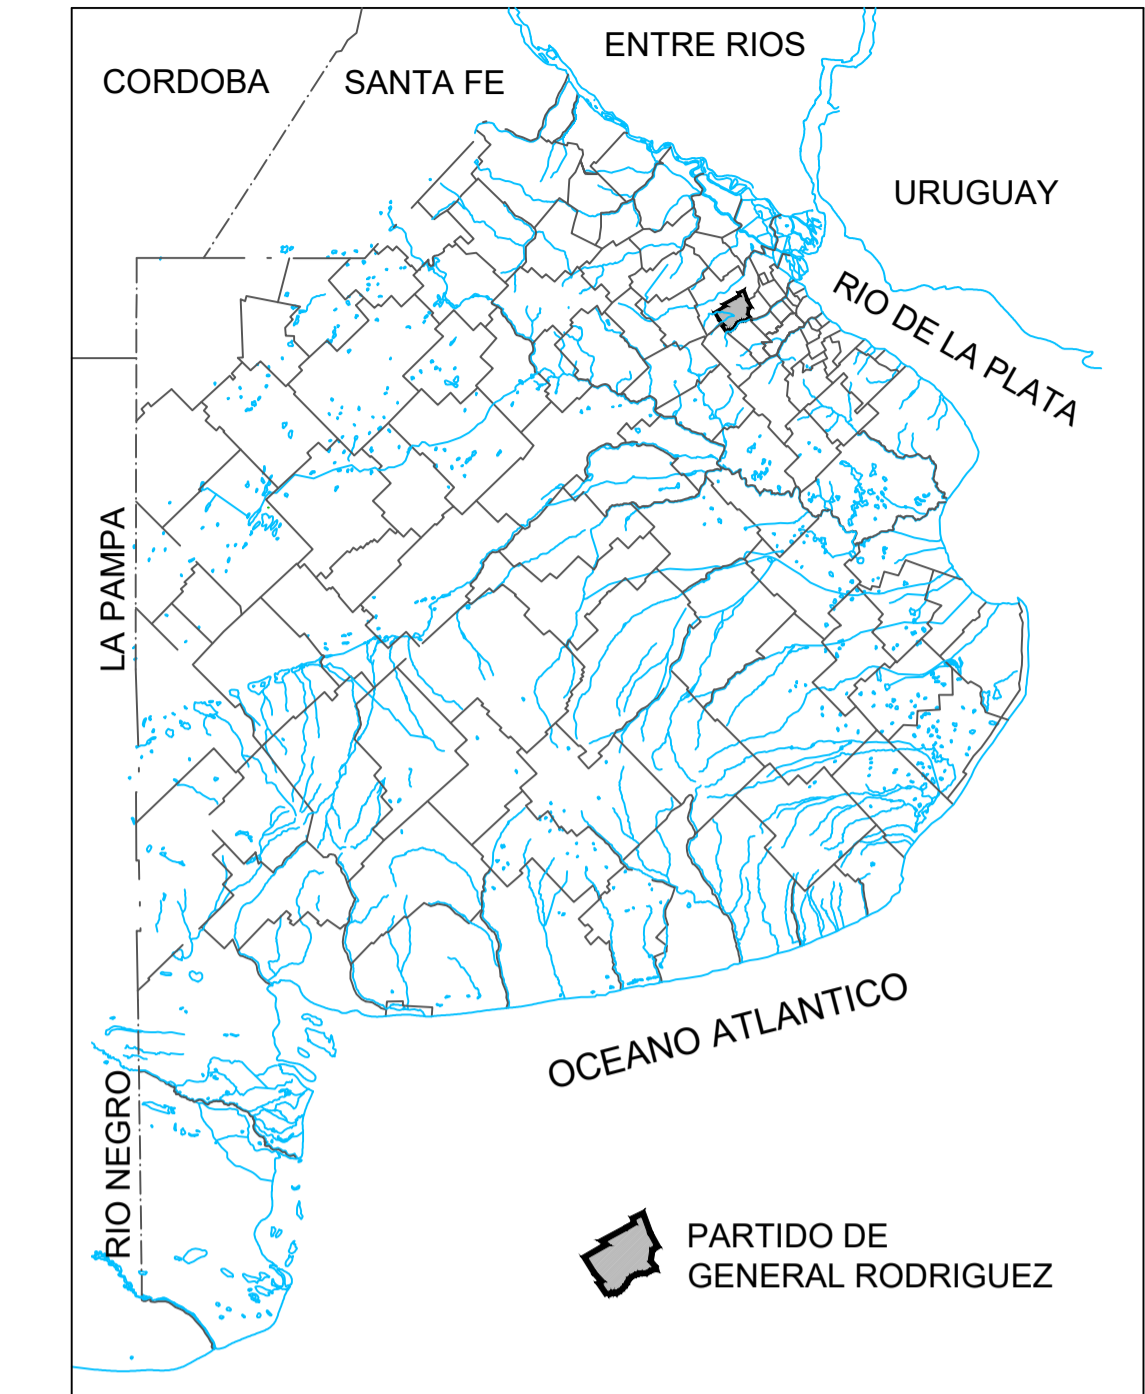 ENTRE RIOS
CORDOBA
SANTA FE
URUGUAY
RIO DE LA PLATA
LA PAMPA
OCEANO ATLANTICO
RIO NEGRO
PARTIDO DE
GENERAL RODRIGUEZ